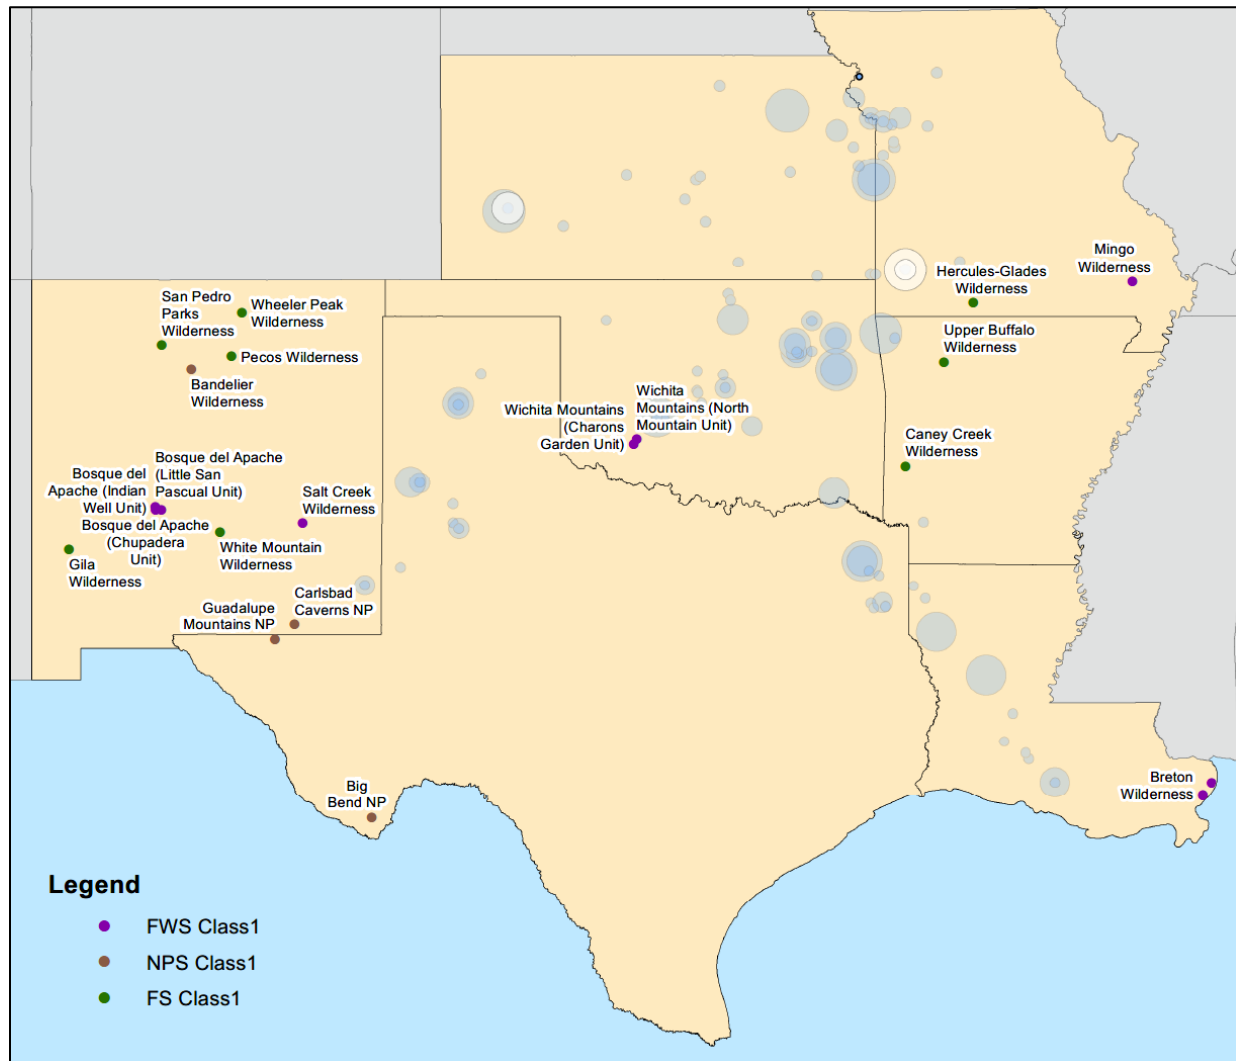 Mingo
Wilderness
Hercules-Glades
Wilderness
San Pedro
Parks
Wilderness
Wheeler Peak
Wilderness
Upper Buffalo
Wilderness
Pecos Wilderness
Bandelier
Wilderness
Wichita Mountains
(Charons
Garden Unit)
Wichita
Mountains (North
Mountain Unit)
Caney Creek
Wilderness
Bosque del
Apache (Indian
Well Unit)
Bosque del Apache
(Little San
Pascual Unit)
Salt Creek
Wilderness
Bosque del Apache
(Chupadera
Unit)
Gila
Wilderness
White Mountain
Wilderness
Guadalupe
Mountains NP
Carlsbad
Caverns NP
Big
Bend NP
Breton
Wilderness
Legend
FWS Class1
NPS Class1
FS Class1